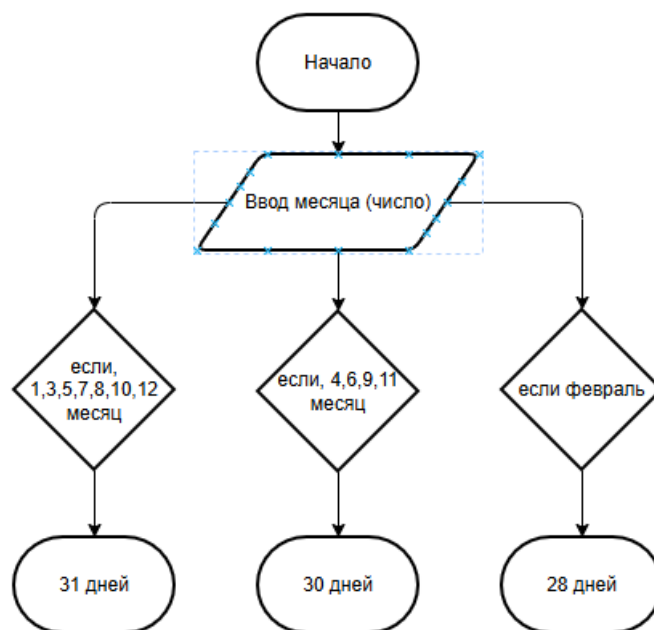 Начало
Ввод месяца (число)
если,
1,3,5,7,8,10,12
месяц
если, 4,6,9,11
месяц
если февраль
31 дней
30 дней
28 дней